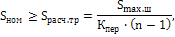 Sном ≥ Sрасч.тр = Smax.ш / Kпер · (n − 1),